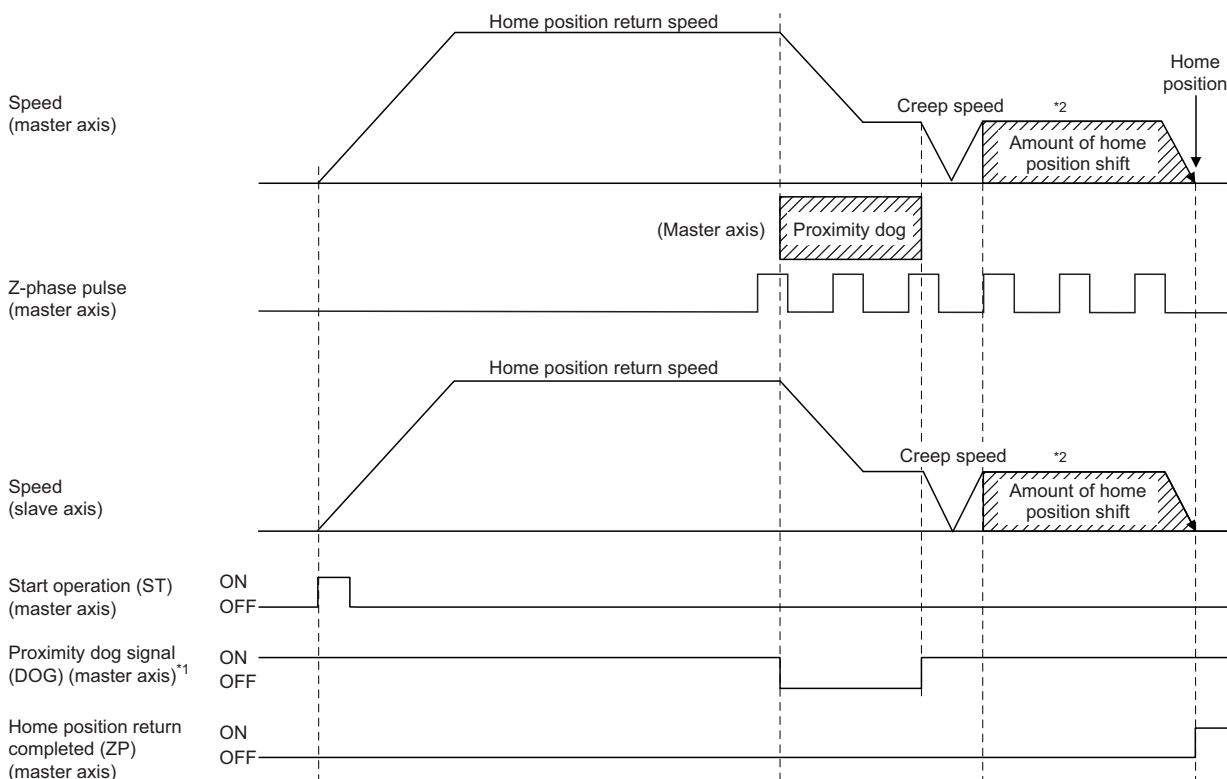 Home position return speed
Home
position
Speed
(master axis)
Creep speed
*2
Amount of home
position shift
(Master axis)
Proximity dog
Z-phase pulse
(master axis)
Home position return speed
Creep speed
*2
Speed
(slave axis)
Amount of home
position shift
Start operation (ST)
(master axis)
ON
OFF
Proximity dog signal
(DOG) (master axis)*1
ON
OFF
Home position return
completed (ZP)
(master axis)
ON
OFF